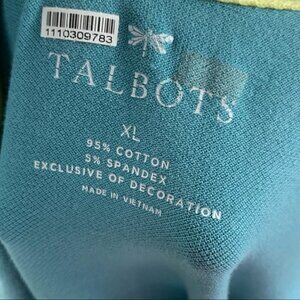 1110309783
TALBOTS
XL
95% COTTON
5% SPANDEX
EXCLUSIVE OF DECORATION
MADE IN VIETNAM